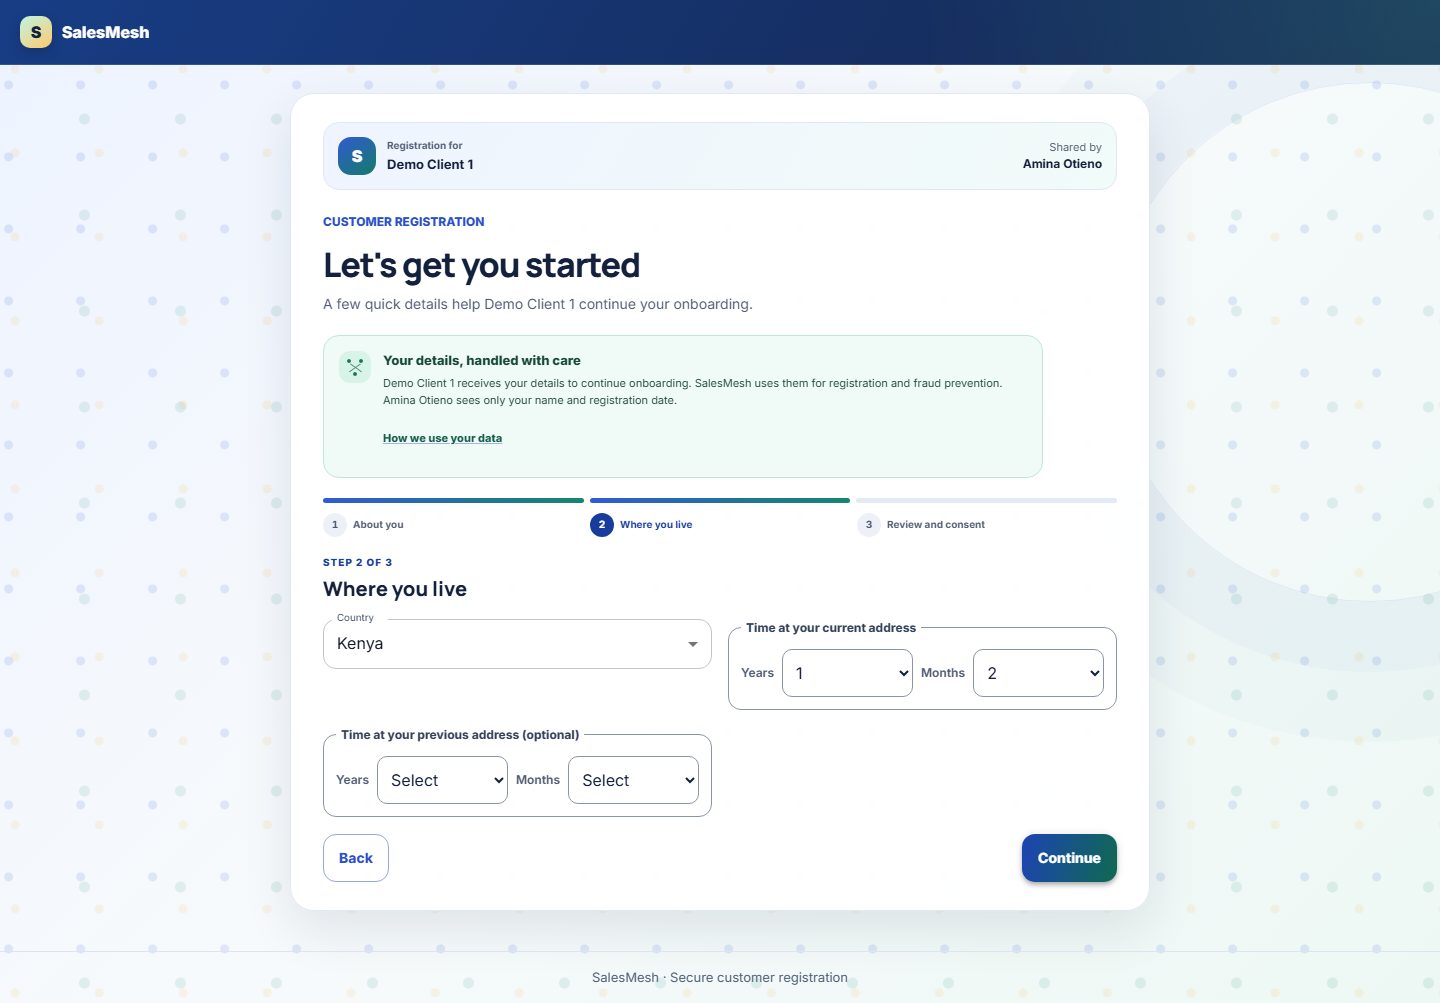 S SalesMesh
S
Registration for
Demo Client 1
Shared by
Amina Otieno
CUSTOMER REGISTRATION
Let's get you started
A few quick details help Demo Client 1 continue your onboarding.
Your details, handled with care
Demo Client 1 receives your details to continue onboarding. SalesMesh uses them for registration and fraud prevention.
Amina Otieno sees only your name and registration date.
How we use your data
1 About you
2 Where you live
3 Review and consent
STEP 2 OF 3
Where you live
Country
Kenya
Time at your current address
Years 1 Months 2
Time at your previous address (optional)
Years Select Months Select
Back
Continue
SalesMesh · Secure customer registration